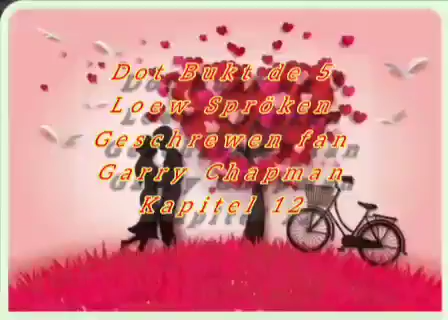 Dot Bukt de 5
Loew Spröken
Geschrewen fan
Garry Chapman
Kapitel 12